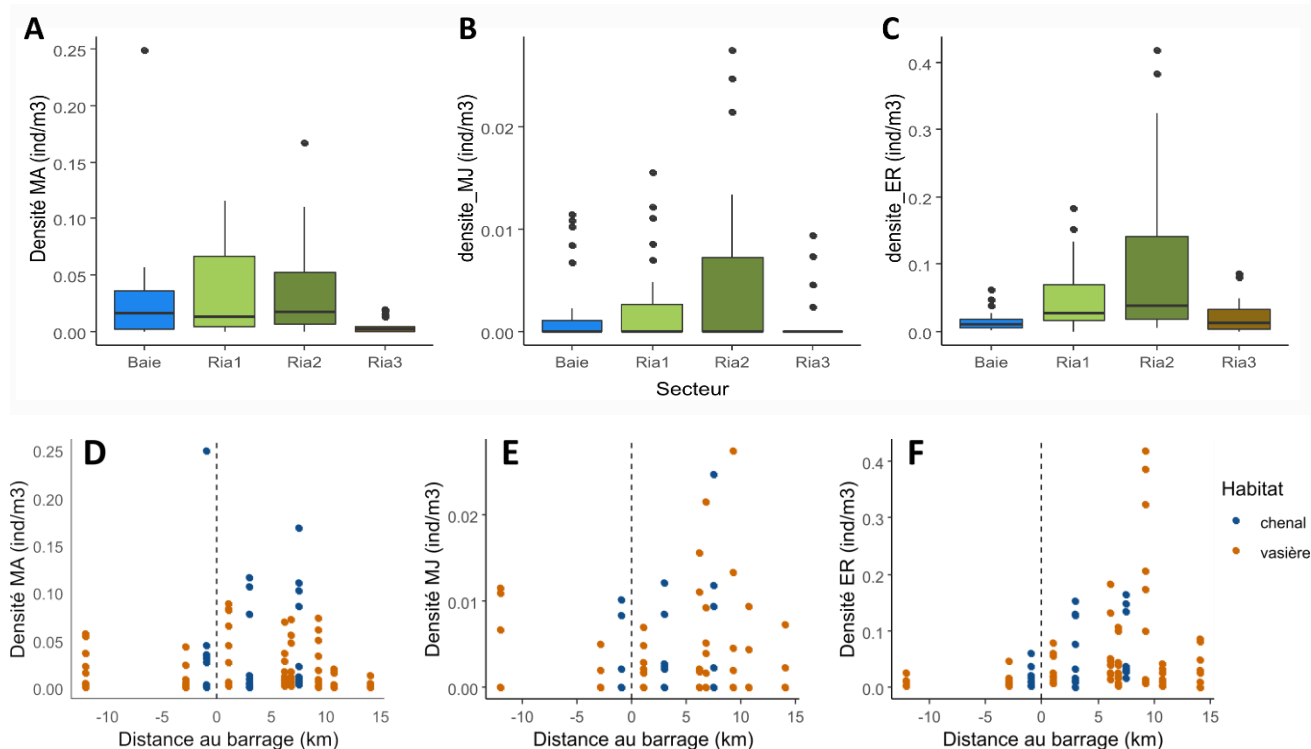 A
B
C
Densité MA (ind/m3)
0.25
0.20
0.15
0.10
0.05
0.00
Baie Ria1 Ria2 Ria3
densite_MJ (ind/m3)
0.02
0.01
0.00
Baie Ria1 Ria2 Ria3
Secteur
densite_ER (ind/m3)
0.4
0.3
0.2
0.1
0.0
Baie Ria1 Ria2 Ria3
D
E
F
Densité MA (ind/m3)
0.25
0.20
0.15
0.10
0.05
0.00
-10 -5 0 5 10 15
Distance au barrage (km)
Densité MJ (ind/m3)
0.02
0.01
0.00
-10 -5 0 5 10 15
Distance au barrage (km)
Densité ER (ind/m3)
0.4
0.3
0.2
0.1
0.0
-10 -5 0 5 10 15
Distance au barrage (km)
Habitat
chenal
vasière